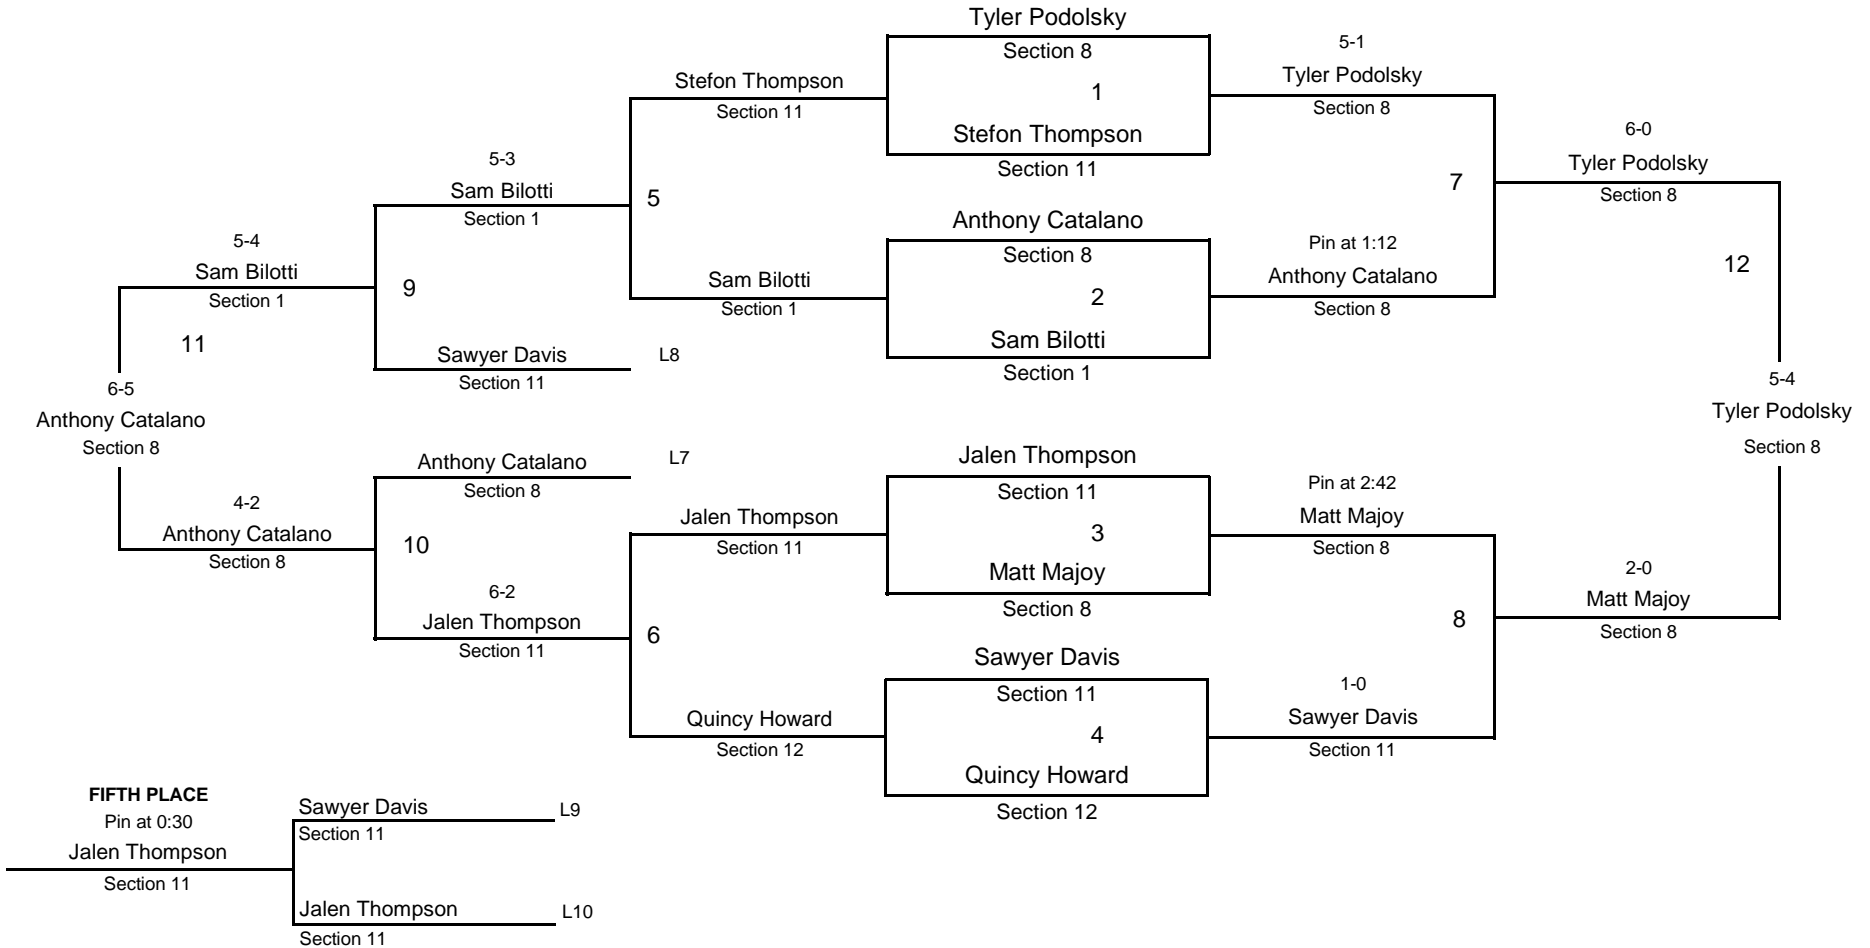 Tyler Podolsky
Section 8
1
Stefon Thompson
Section 11
Anthony Catalano
Section 8
2
Sam Bilotti
Section 1
Jalen Thompson
Section 11
3
Matt Majoy
Section 8
Sawyer Davis
Section 11
4
Quincy Howard
Section 12
5-1
Tyler Podolsky
Section 8
7
Pin at 1:12
Anthony Catalano
Section 8
Pin at 2:42
Matt Majoy
Section 8
8
1-0
Sawyer Davis
Section 11
6-0
Tyler Podolsky
Section 8
12
2-0
Matt Majoy
Section 8
5-4
Tyler Podolsky
Section 8
Stefon Thompson
Section 11
5
Sam Bilotti
Section 1
Jalen Thompson
Section 11
6
Quincy Howard
Section 12
5-3
Sam Bilotti
Section 1
9
Sawyer Davis
L8
Section 11
Anthony Catalano
L7
Section 8
10
6-2
Jalen Thompson
Section 11
5-4
Sam Bilotti
Section 1
11
4-2
Anthony Catalano
Section 8
6-5
Anthony Catalano
Section 8
FIFTH PLACE
Pin at 0:30
Jalen Thompson
Section 11
Sawyer Davis
L9
Section 11
Jalen Thompson
L10
Section 11